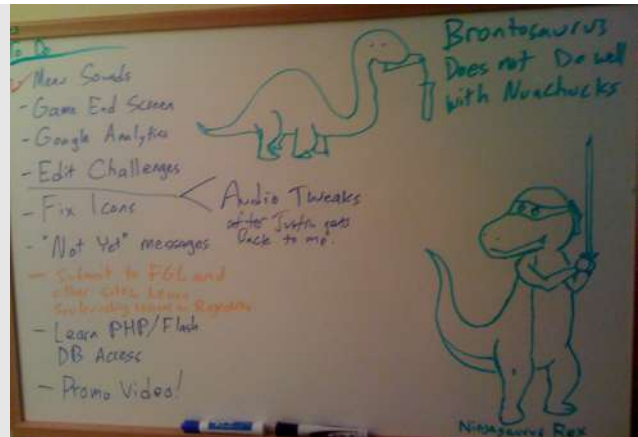 To Do
Menu Sounds
- Game End Screen
- Google Analytics
- Edit Challenges
- Fix Icons
- "Not Yet" messages
- Submit to FGL and
other sites,
- Learn PHP/Flash
DB Access
- Promo Video!
Audio Tweaks
after Justin gets
Back to me.
Brontosaurus
Does not Do well
with Nunchucks
Ninjasaurus Rex